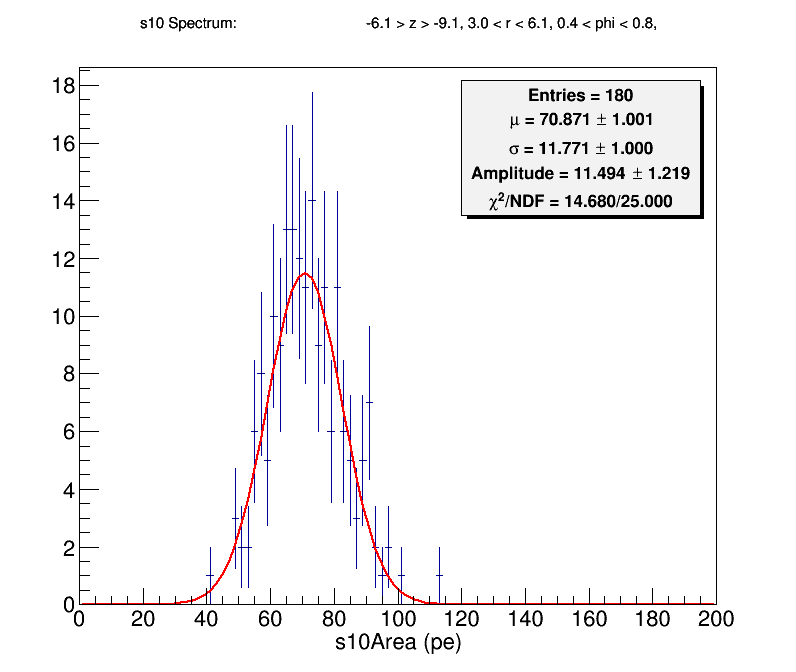 s10 Spectrum: -6.1 > z > -9.1, 3.0 < r < 6.1, 0.4 < phi < 0.8,
Entries = 180
μ = 70.871 ± 1.001
σ = 11.771 ± 1.000
Amplitude = 11.494 ± 1.219
χ²/NDF = 14.680/25.000
18
16
14
12
10
8
6
4
2
0
0 20 40 60 80 100 120 140 160 180 200
s10Area (pe)